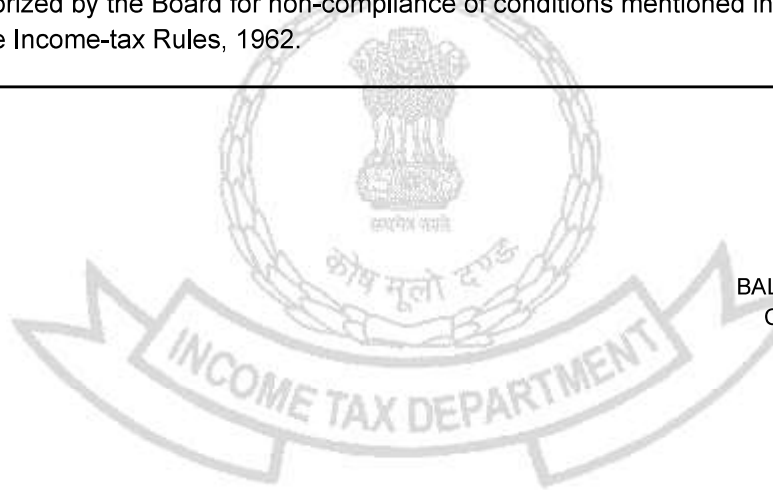 orized by the Board for non-compliance of conditions mentioned in
e Income-tax Rules, 1962.
सत्यमेव जयते
कोष मूलो दण्डः
BAL
C
INCOME TAX DEPARTMENT